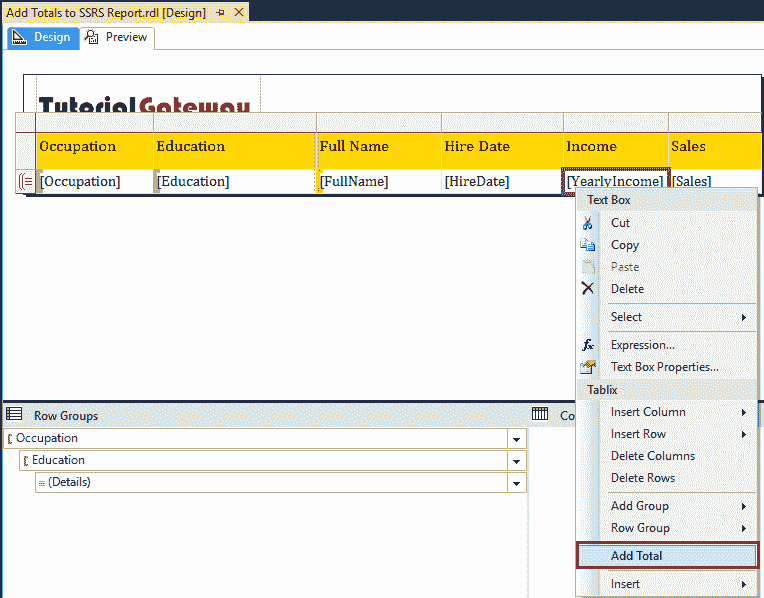 Add Totals to SSRS Report.rdl [Design]
Design Preview
Tutorial Gateway
Occupation Education Full Name Hire Date Income Sales
[Occupation] [Education] [FullName] [HireDate] [YearlyIncome] [Sales]
Text Box
Cut
Copy
Paste
Delete
Select
Expression...
Text Box Properties...
Tablix
Insert Column
Insert Row
Delete Columns
Delete Rows
Add Group
Row Group
Add Total
Insert
Row Groups Co
Occupation
Education
(Details)